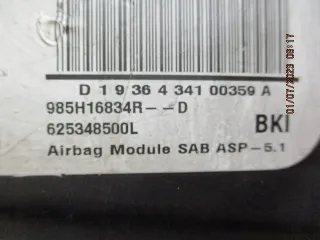 D 1 9 36 4 341 00359 A
985H16834R--D
625348500L
BKI
Airbag Module SAB ASP-5.1
01/07/2023 09:17